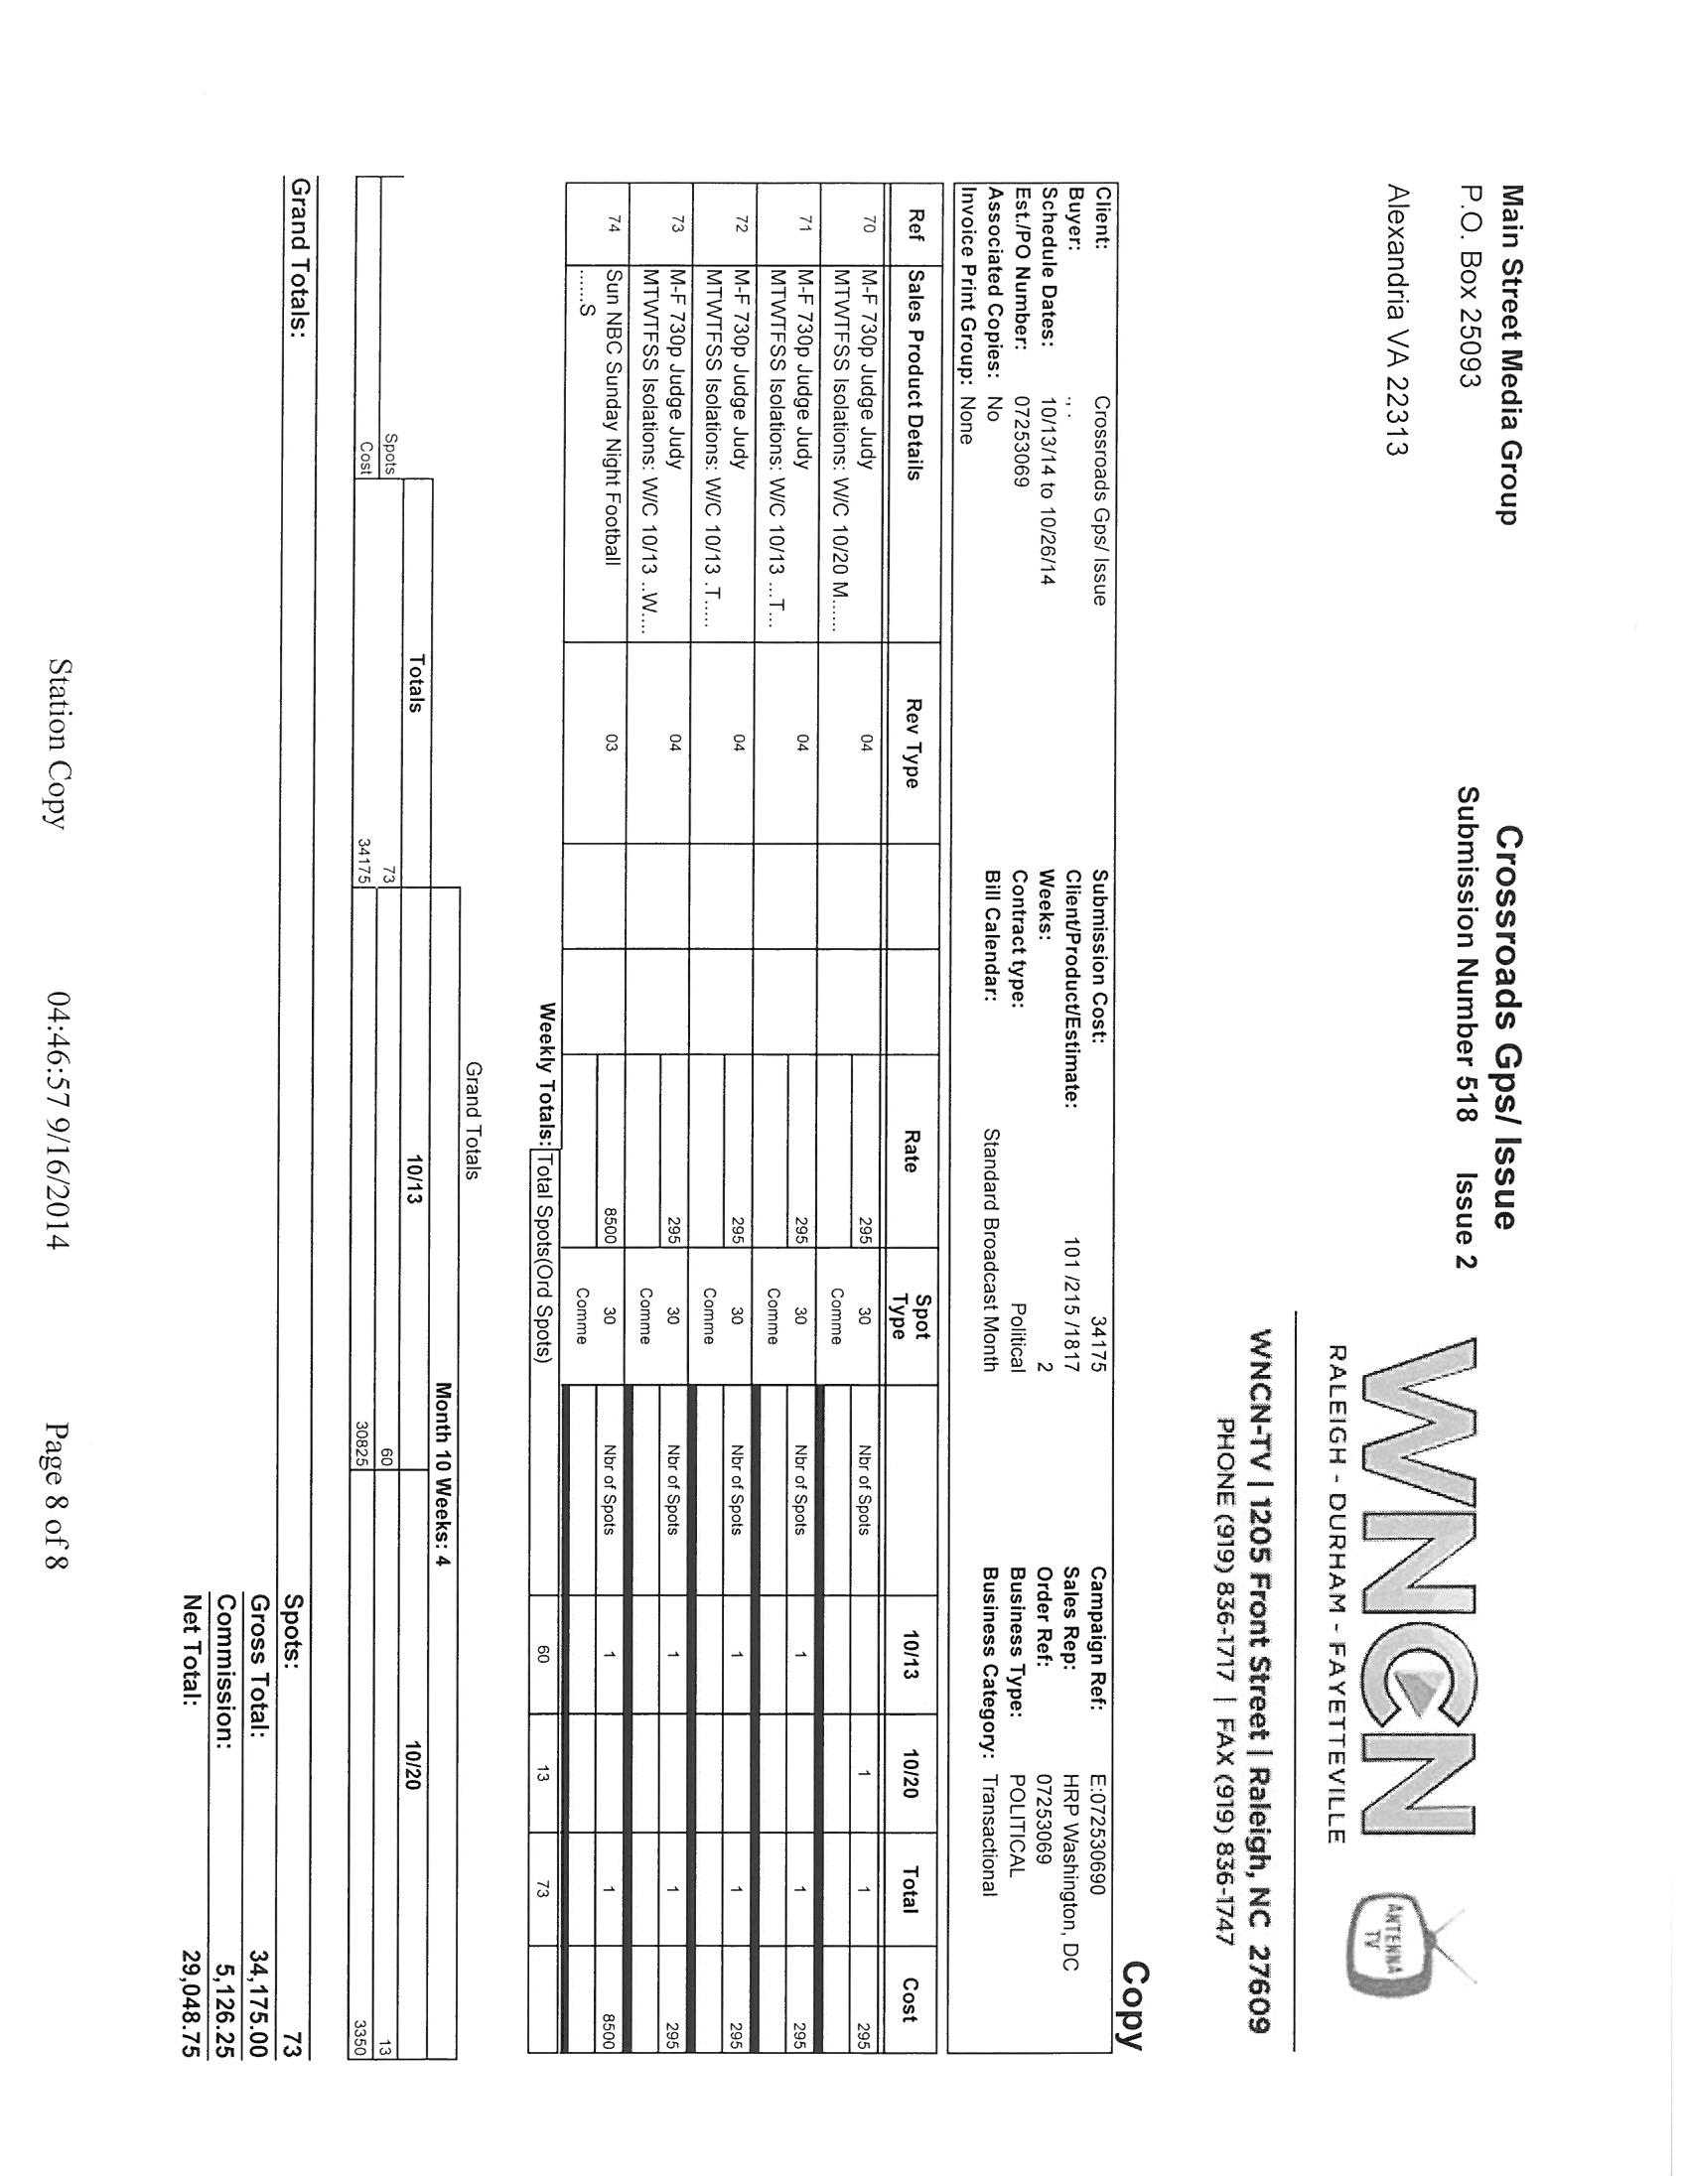 Main Street Media Group
P.O. Box 25093
Alexandria VA 22313
Crossroads Gps/ Issue
Submission Number 518 Issue 2
WNCN
RALEIGH - DURHAM - FAYETTEVILLE
ANTENNA
TV
WNCN-TV | 1205 Front Street | Raleigh, NC 27609
PHONE (919) 836-1717 | FAX (919) 836-1747
Copy
Client: Crossroads Gps/ Issue Submission Cost: 34175 Campaign Ref: E:072530690
Buyer: , . Client/Product/Estimate: 101 /215 /1817 Sales Rep: HRP Washington, DC
Schedule Dates: 10/13/14 to 10/26/14 Weeks: 2 Order Ref: 07253069
Est./PO Number: 07253069 Contract type: Political Business Type: POLITICAL
Associated Copies: No Bill Calendar: Standard Broadcast Month Business Category: Transactional
Invoice Print Group: None
Ref Sales Product Details Rev Type Rate Spot Type 10/13 10/20 Total Cost
70 M-F 730p Judge Judy 04 295 30 Nbr of Spots 1 1 295
MTWTFSS Isolations: W/C 10/20 M...... Comme
71 M-F 730p Judge Judy 04 295 30 Nbr of Spots 1 1 295
MTWTFSS Isolations: W/C 10/13 ...T... Comme
72 M-F 730p Judge Judy 04 295 30 Nbr of Spots 1 1 295
MTWTFSS Isolations: W/C 10/13 .T..... Comme
73 M-F 730p Judge Judy 04 295 30 Nbr of Spots 1 1 295
MTWTFSS Isolations: W/C 10/13 ..W.... Comme
74 Sun NBC Sunday Night Football 03 8500 30 Nbr of Spots 1 1 8500
......S Comme
Weekly Totals: Total Spots(Ord Spots) 60 13 73
Grand Totals
Month 10 Weeks: 4
Totals 10/13 10/20
Spots 73 60 13
Cost 34175 30825 3350
Grand Totals: Spots: 73
Gross Total: 34,175.00
Commission: 5,126.25
Net Total: 29,048.75
Station Copy 04:46:57 9/16/2014 Page 8 of 8